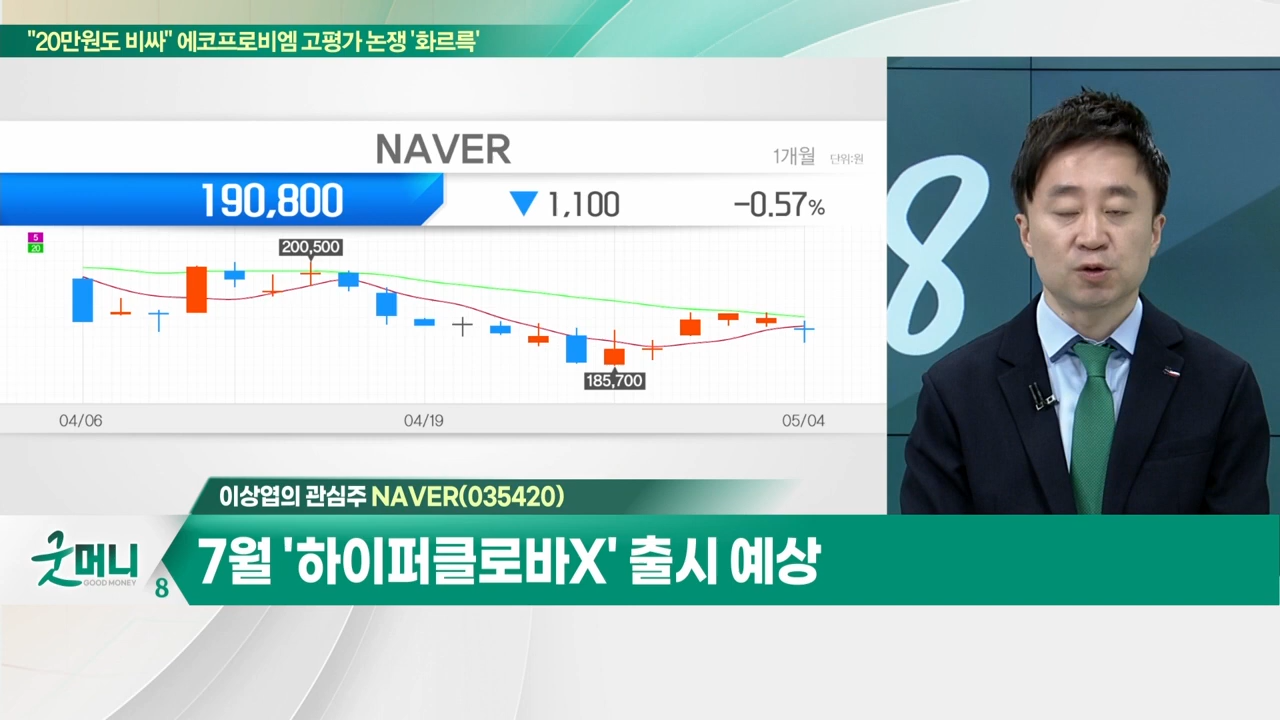 "20만원도 비싸" 에코프로비엠 고평가 논쟁 '화르륵'
NAVER
1개월 단위:원
190,800 ▼ 1,100 -0.57%
5
20
200,500
185,700
04/06 04/19 05/04
8
이상엽의 관심주 NAVER(035420)
굿머니
GOOD MONEY
8
7월 '하이퍼클로바X' 출시 예상